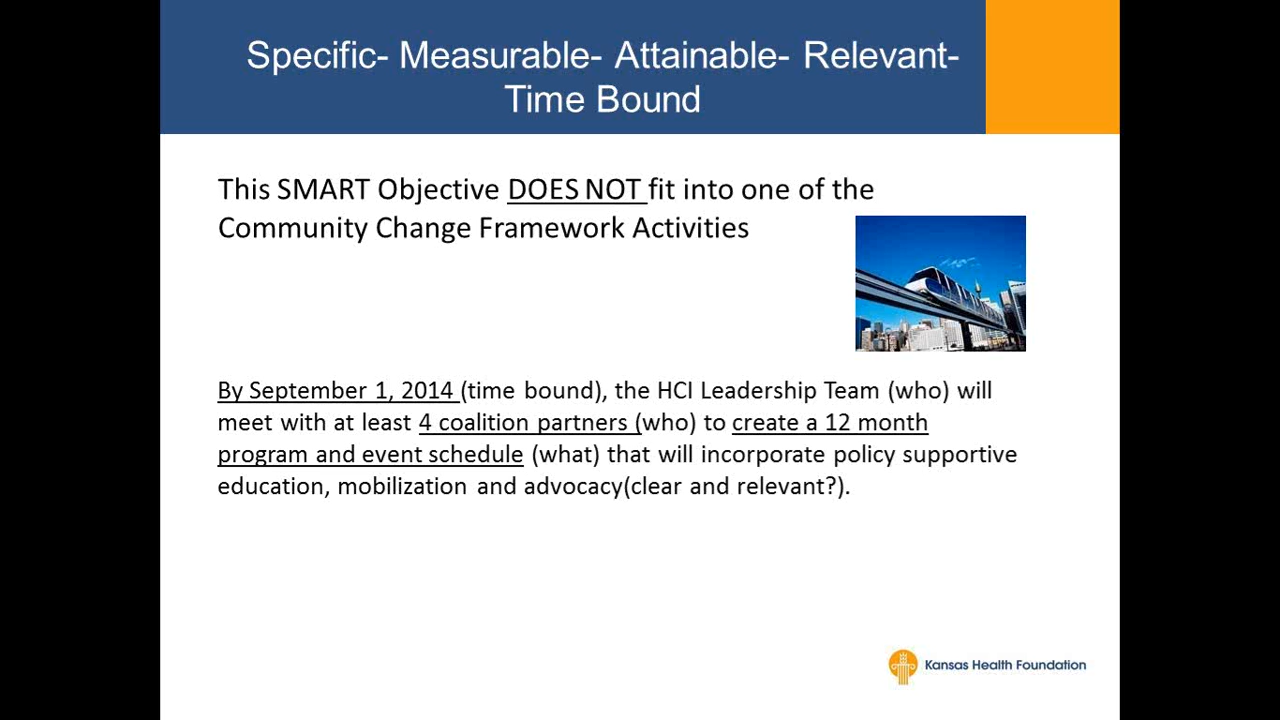 Specific- Measurable- Attainable- Relevant-
Time Bound
This SMART Objective DOES NOT fit into one of the
Community Change Framework Activities
By September 1, 2014 (time bound), the HCI Leadership Team (who) will
meet with at least 4 coalition partners (who) to create a 12 month
program and event schedule (what) that will incorporate policy supportive
education, mobilization and advocacy(clear and relevant?).
Kansas Health Foundation